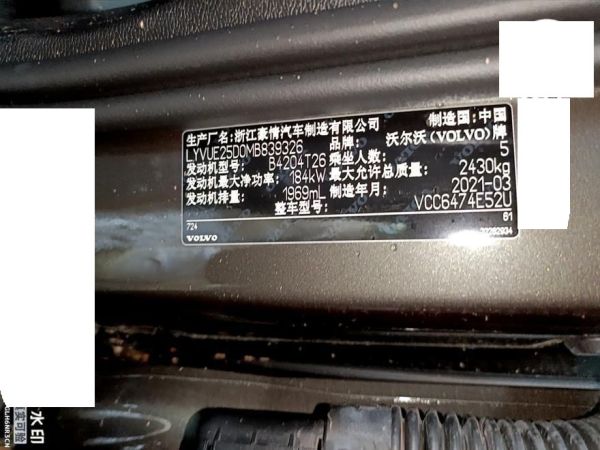 生产厂名:浙江豪情汽车制造有限公司 制造国:中国
LYVUE25D0MB839326 品牌: 沃尔沃(VOLVO)牌
发动机型号: B4204T26 乘坐人数: 5
发动机最大净功率: 184kW 最大允许总质量: 2430kg
发动机排量: 1969mL 制造年月: 2021-03
整车型号: VCC6474E52U
61
724
VOLVO
32282934
水印